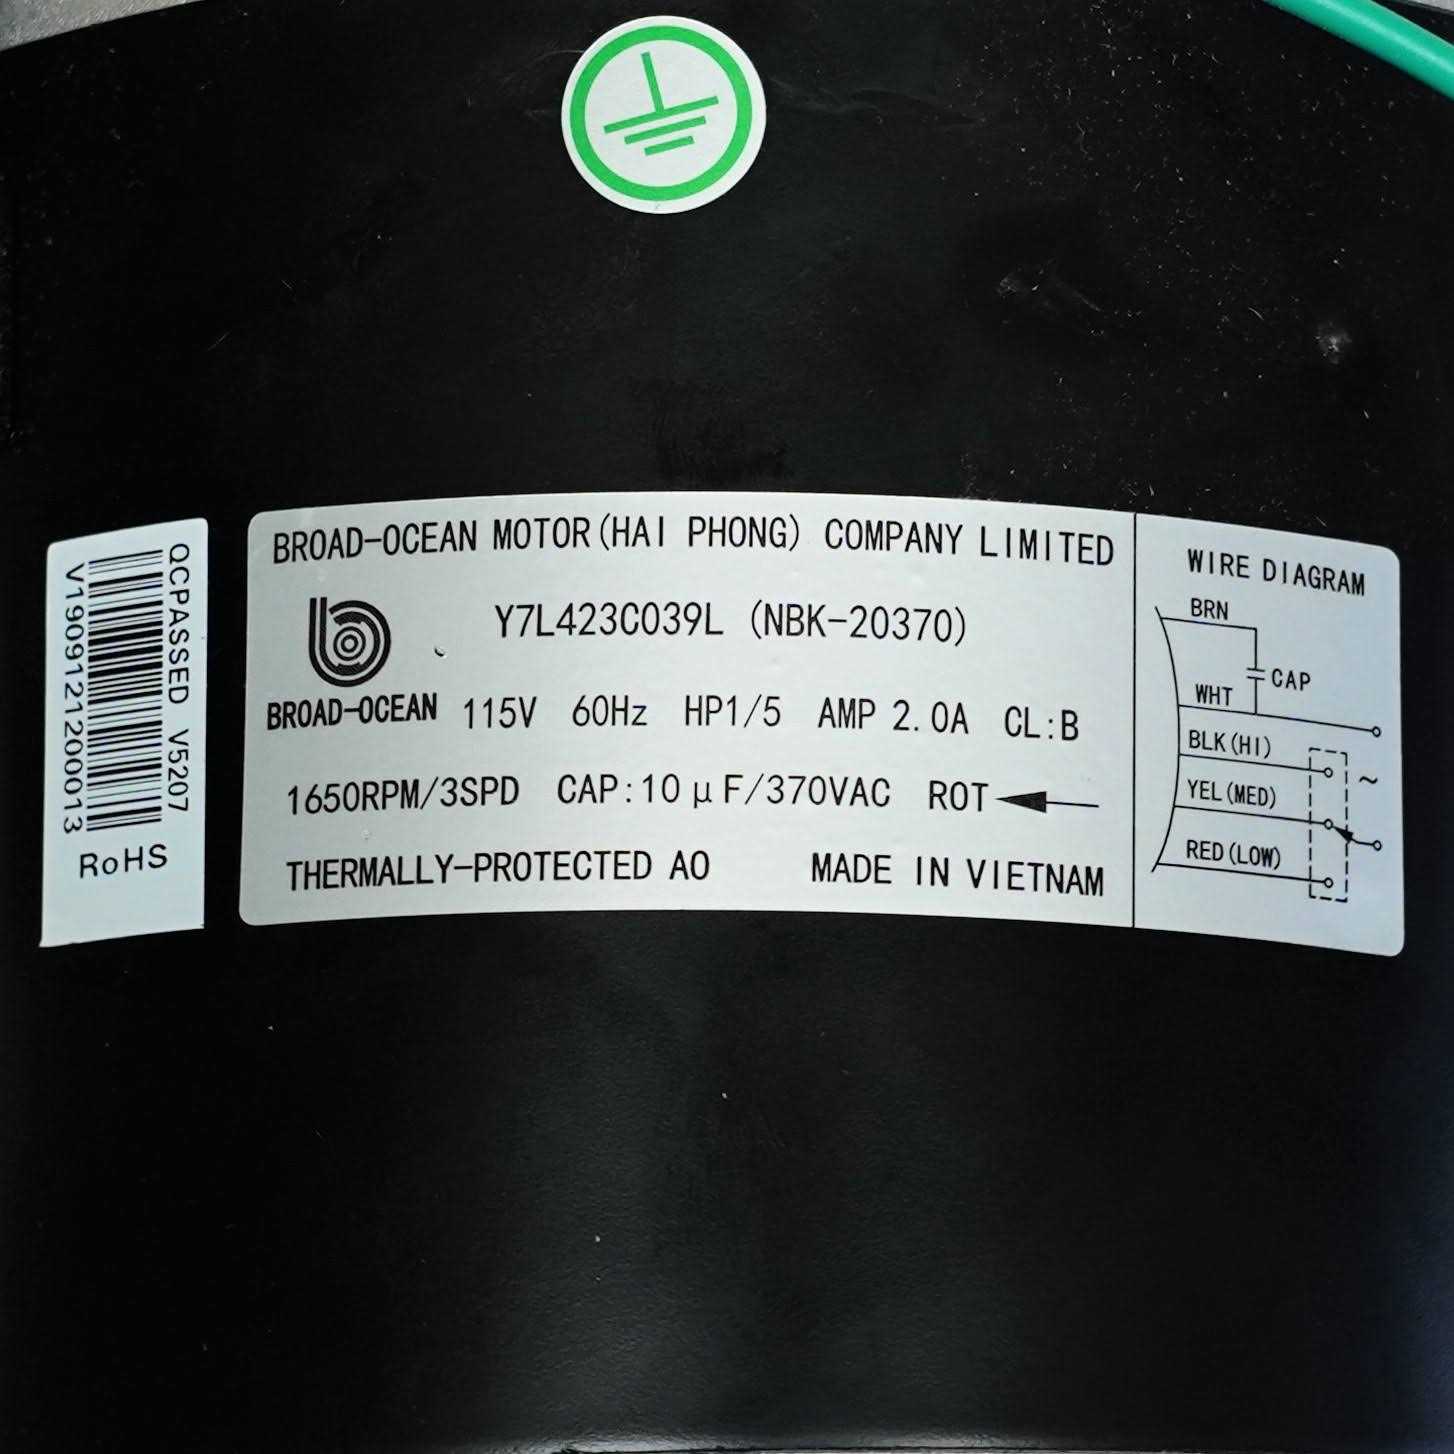 QCPASSED V5207
V1909121200013
RoHS
BROAD-OCEAN MOTOR(HAI PHONG) COMPANY LIMITED
Y7L423C039L (NBK-20370)
BROAD-OCEAN
115V 60Hz HP1/5 AMP 2.0A CL:B
1650RPM/3SPD CAP:10μF/370VAC ROT
THERMALLY-PROTECTED AO MADE IN VIETNAM
WIRE DIAGRAM
BRN
CAP
WHT
BLK(HI)
~
YEL(MED)
RED(LOW)